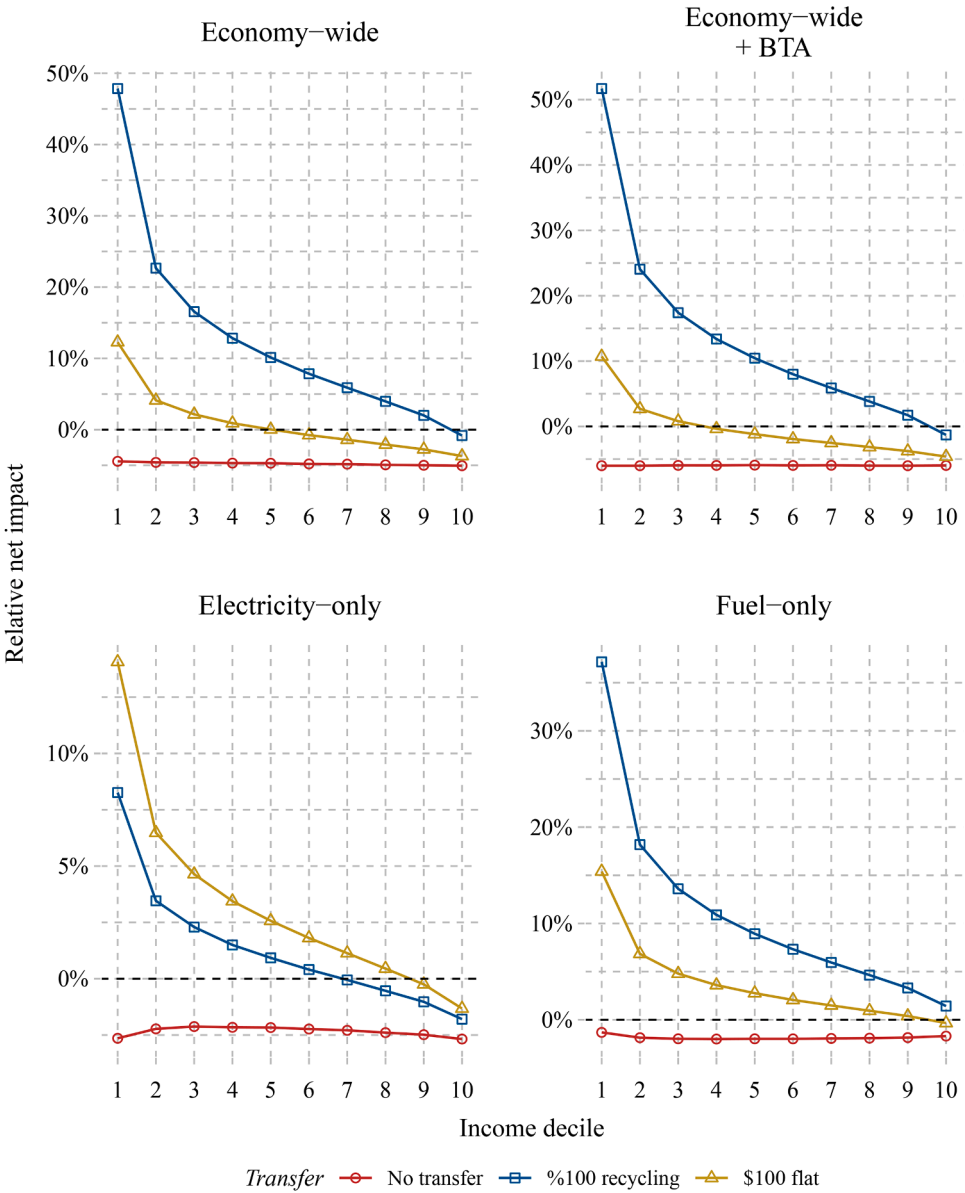 Economy−wide
50%
40%
30%
20%
10%
0%
1 2 3 4 5 6 7 8 9 10
Economy−wide
+ BTA
50%
40%
30%
20%
10%
0%
1 2 3 4 5 6 7 8 9 10
Relative net impact
Electricity−only
10%
5%
0%
1 2 3 4 5 6 7 8 9 10
Fuel−only
30%
20%
10%
0%
1 2 3 4 5 6 7 8 9 10
Income decile
Transfer No transfer %100 recycling $100 flat